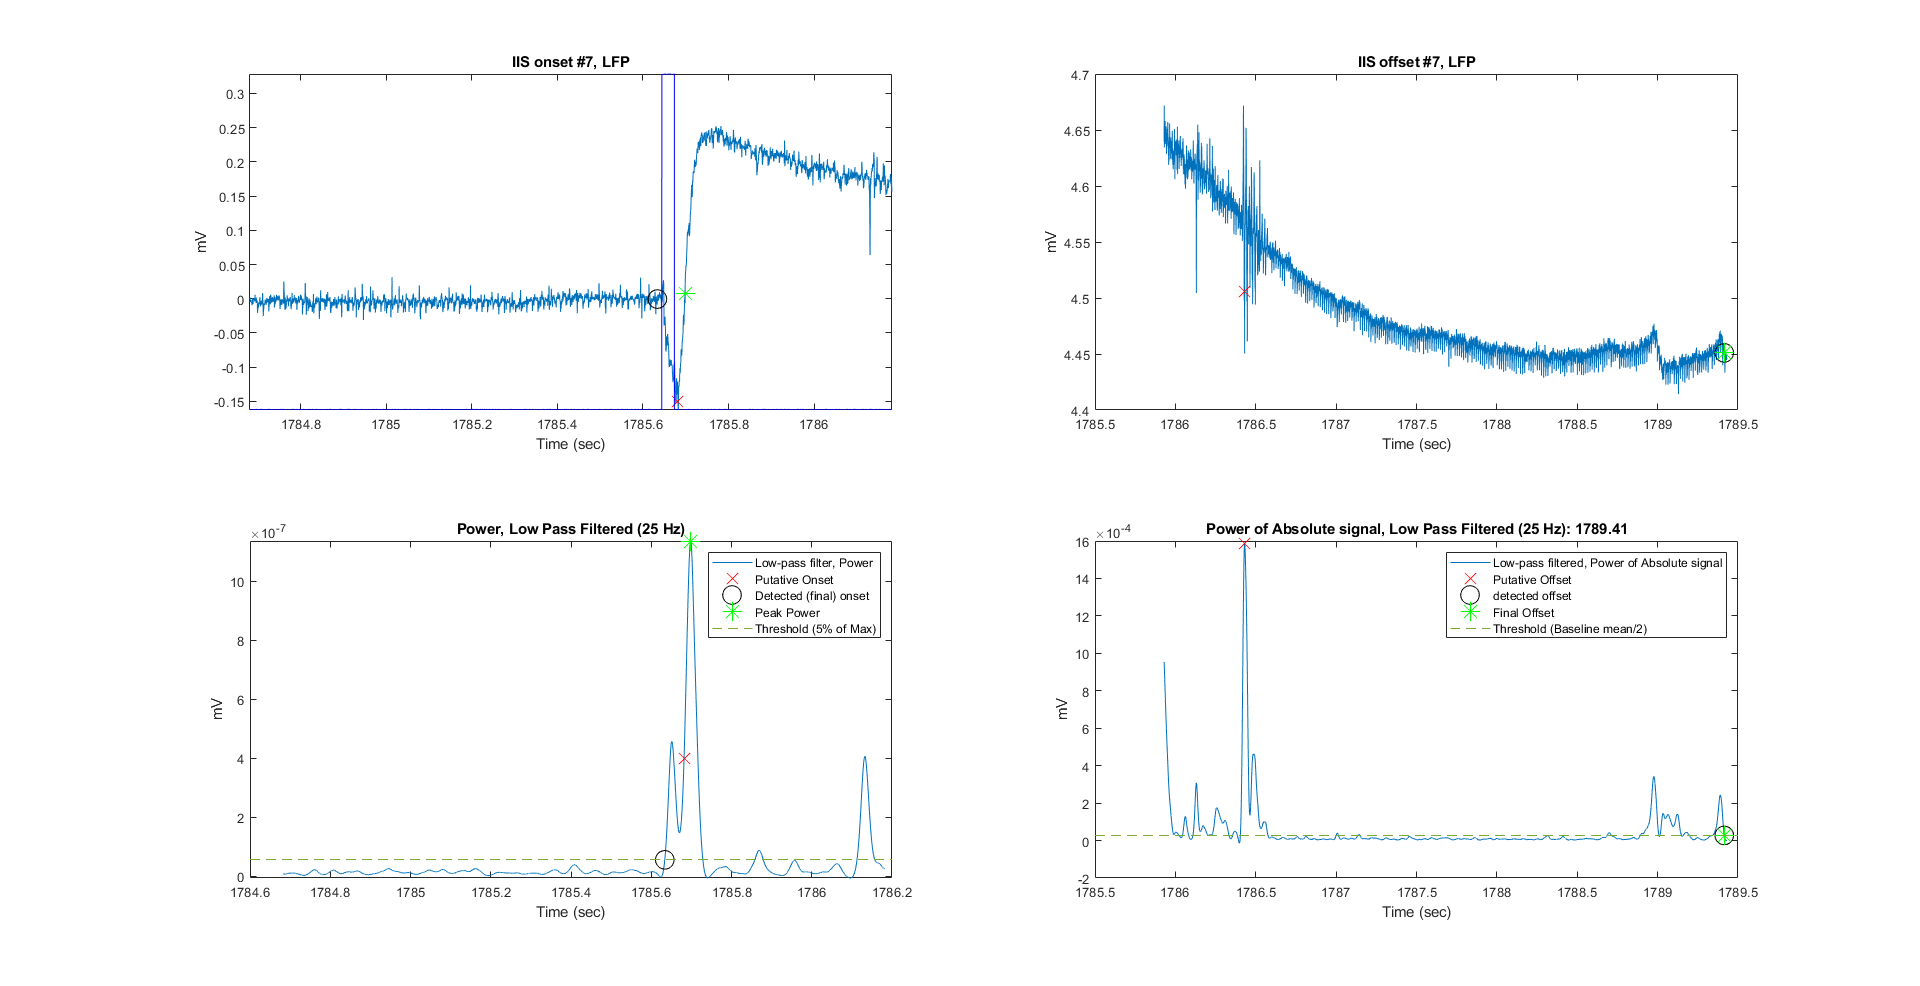 IIS onset #7, LFP
0.3
0.25
0.2
0.15
0.1
0.05
0
-0.05
-0.1
-0.15
mV
1784.8 1785 1785.2 1785.4 1785.6 1785.8 1786
Time (sec)
IIS offset #7, LFP
4.7
4.65
4.6
4.55
4.5
4.45
4.4
mV
1785.5 1786 1786.5 1787 1787.5 1788 1788.5 1789 1789.5
Time (sec)
Power, Low Pass Filtered (25 Hz)
×10-7
10
8
6
4
2
0
mV
Low-pass filter, Power
Putative Onset
Detected (final) onset
Peak Power
Threshold (5% of Max)
1784.6 1784.8 1785 1785.2 1785.4 1785.6 1785.8 1786 1786.2
Time (sec)
Power of Absolute signal, Low Pass Filtered (25 Hz): 1789.41
×10-4
16
14
12
10
8
6
4
2
0
-2
mV
Low-pass filtered, Power of Absolute signal
Putative Offset
detected offset
Final Offset
Threshold (Baseline mean/2)
1785.5 1786 1786.5 1787 1787.5 1788 1788.5 1789 1789.5
Time (sec)